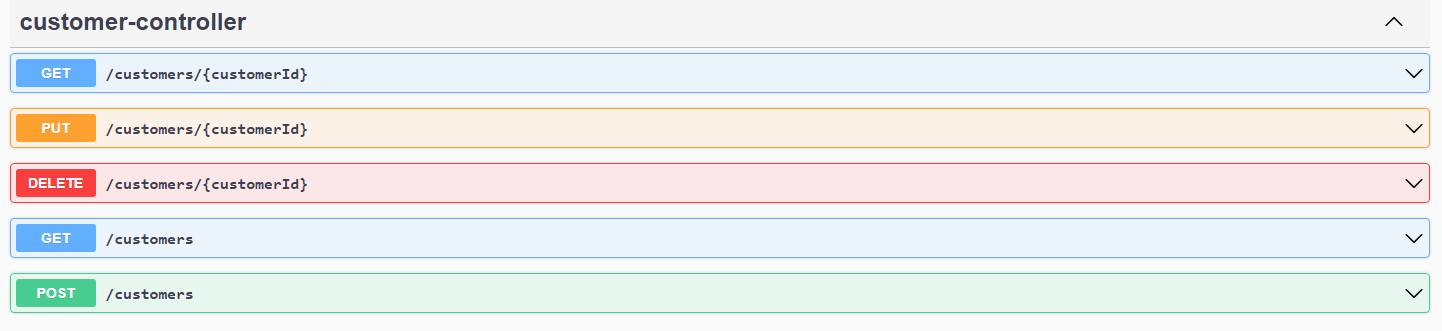 customer-controller
GET /customers/{customerId}
PUT /customers/{customerId}
DELETE /customers/{customerId}
GET /customers
POST /customers